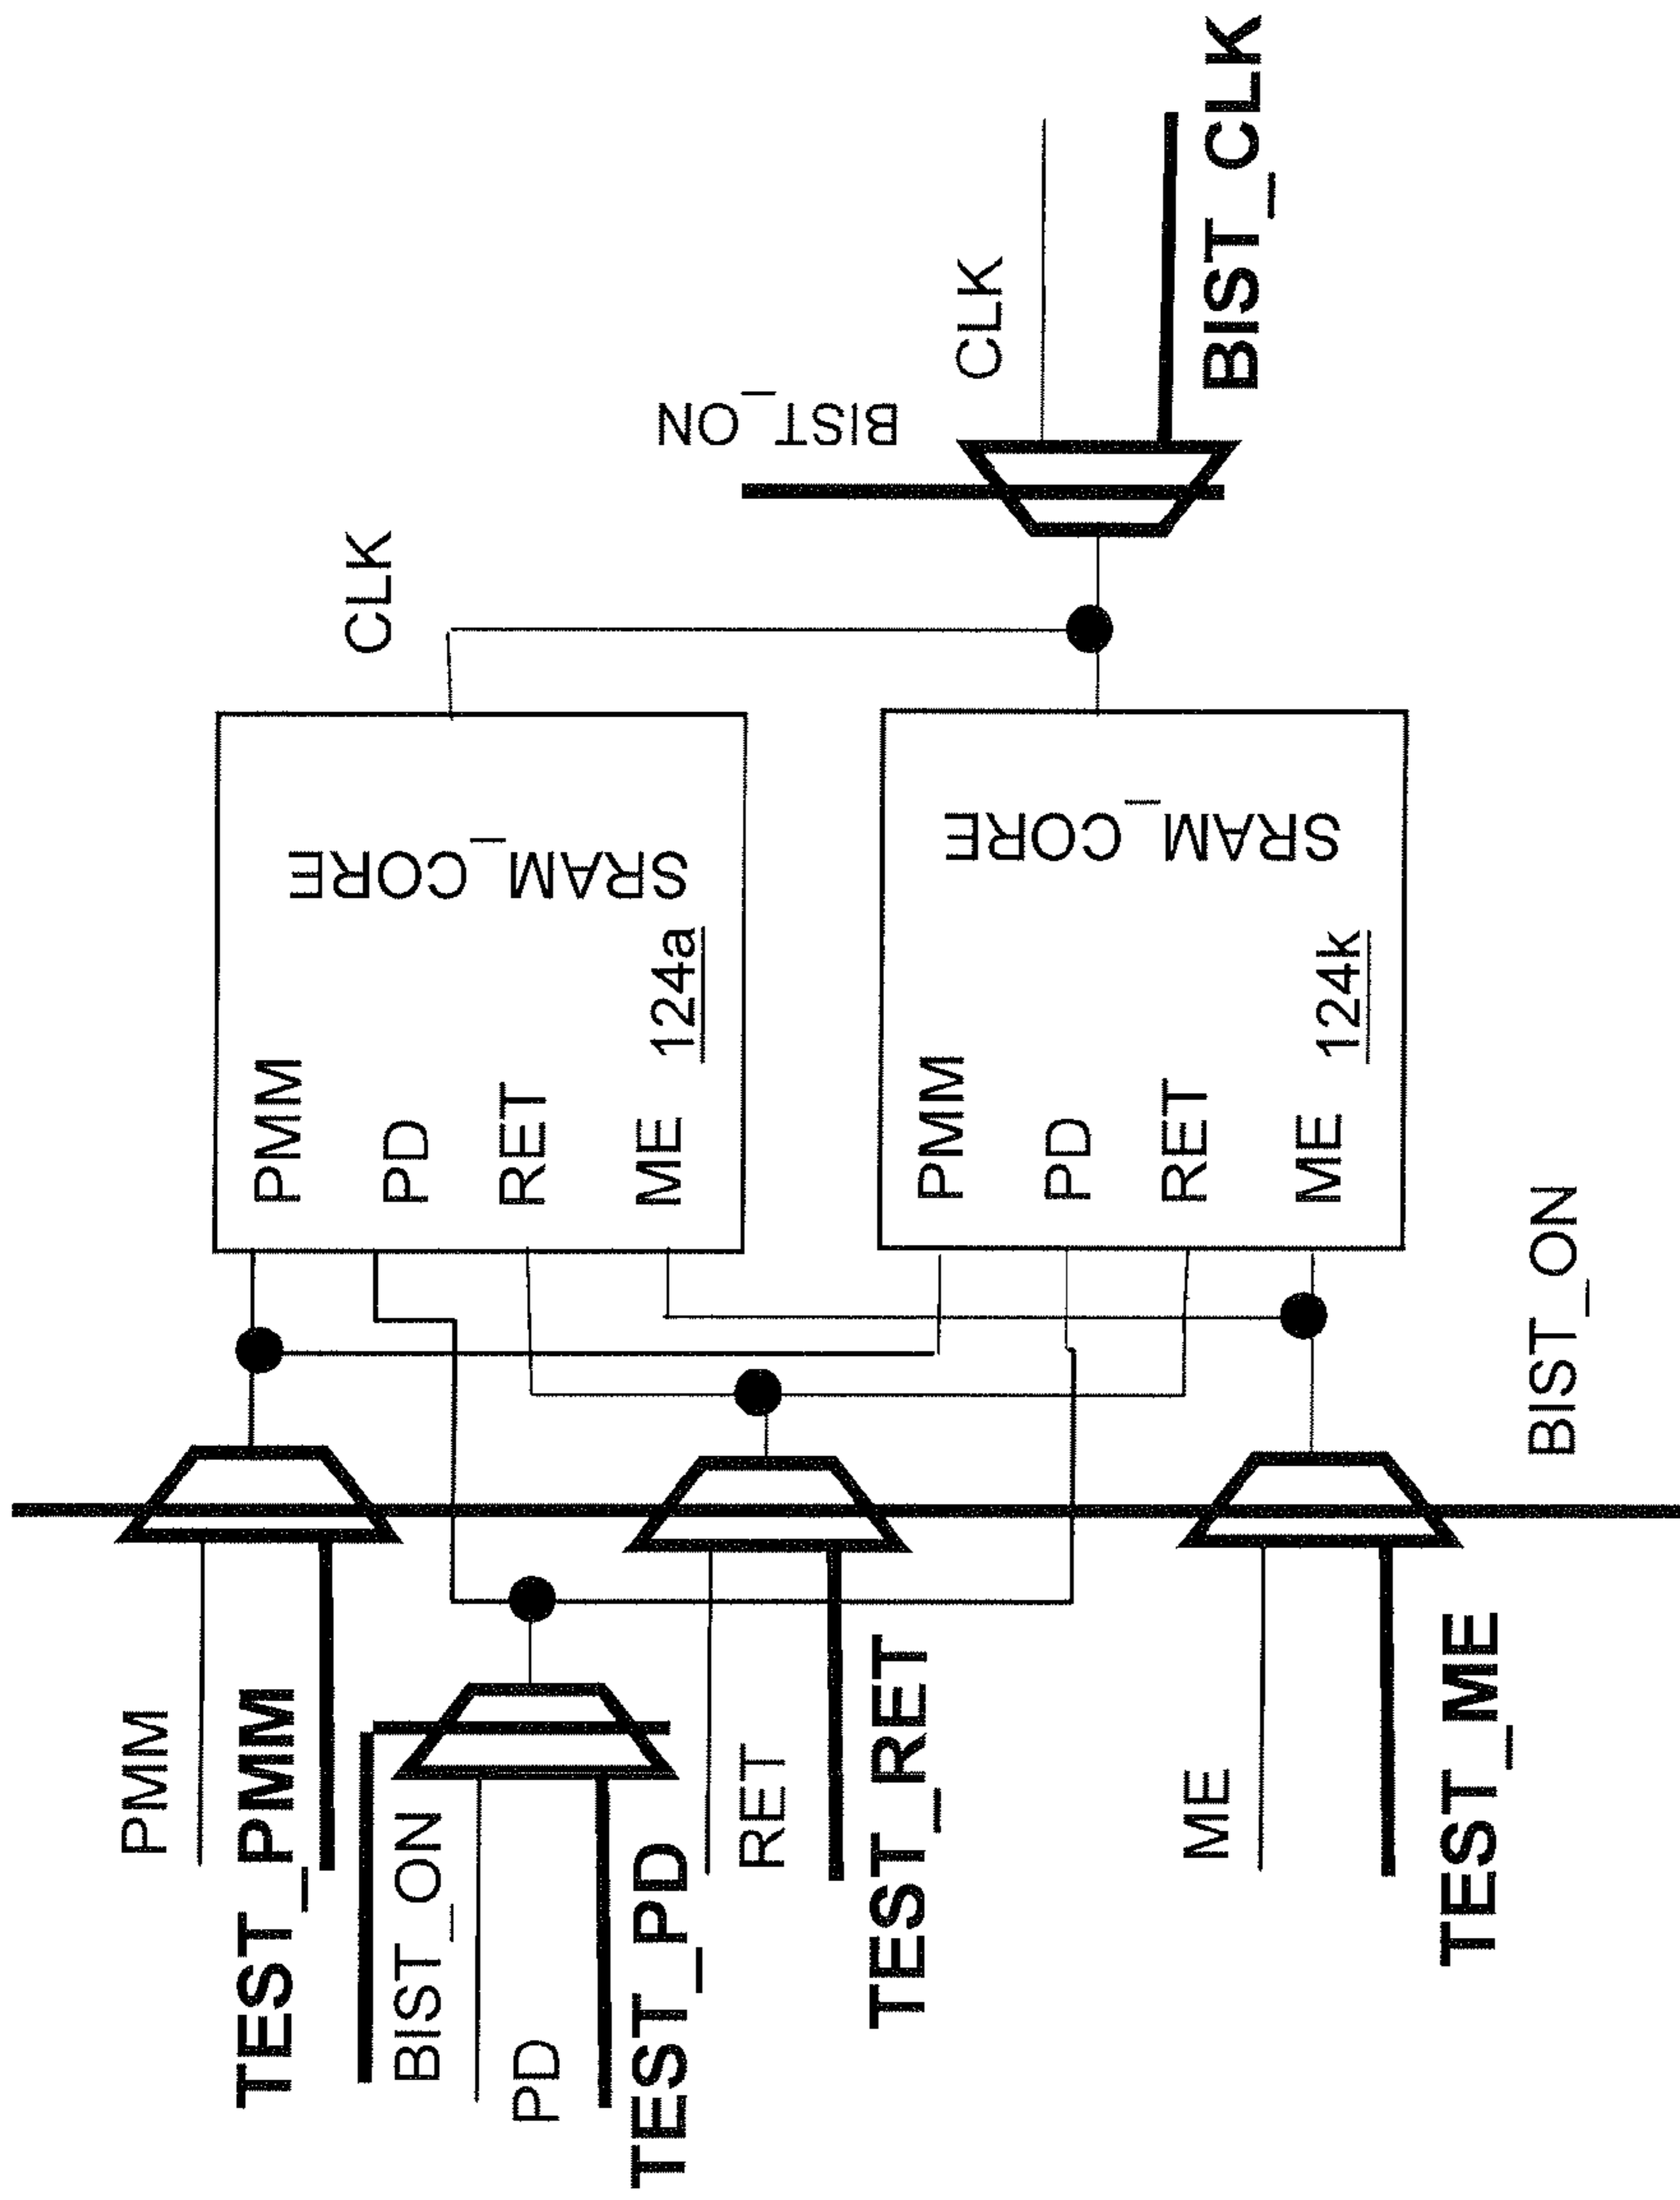 BIST_CLK
CLK
BIST_ON
CLK
SRAM_CORE
124a
PMM
PD
RET
ME
SRAM_CORE
124k
PMM
PD
RET
ME
BIST_ON
PMM
TEST_PMM
BIST_ON
PD
TEST_PD
RET
TEST_RET
ME
TEST_ME